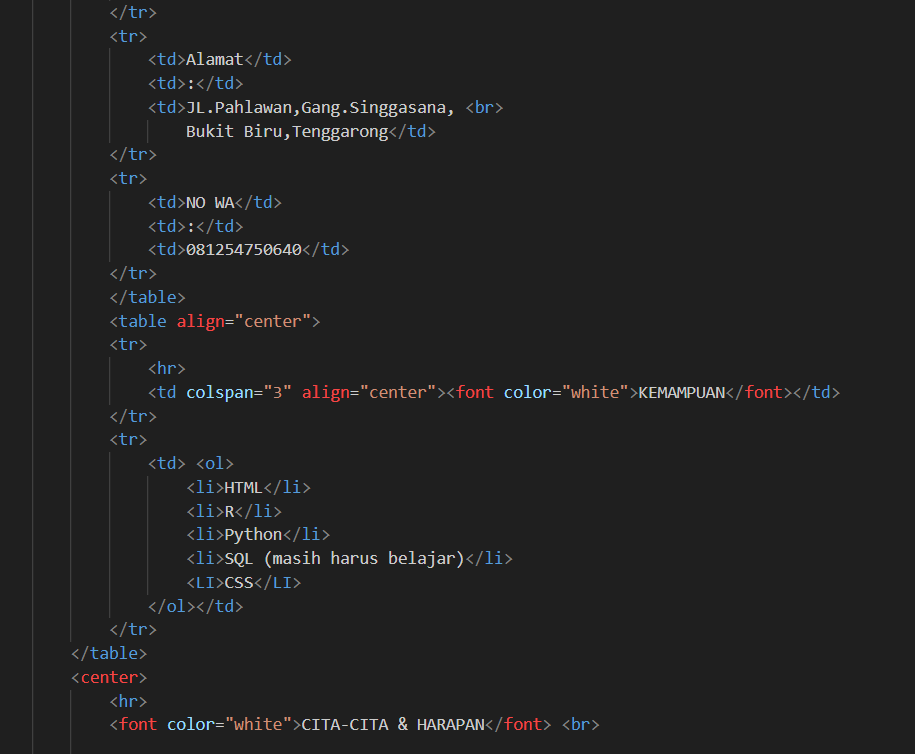 </tr>
<tr>
<td>Alamat</td>
<td>:</td>
<td>JL.Pahlawan,Gang.Singgasana, <br>
Bukit Biru,Tenggarong</td>
</tr>
<tr>
<td>NO WA</td>
<td>:</td>
<td>081254750640</td>
</tr>
</table>
<table align="center">
<tr>
<hr>
<td colspan="3" align="center"><font color="white">KEMAMPUAN</font></td>
</tr>
<tr>
<td> <ol>
<li>HTML</li>
<li>R</li>
<li>Python</li>
<li>SQL (masih harus belajar)</li>
<LI>CSS</LI>
</ol></td>
</tr>
</table>
<center>
<hr>
<font color="white">CITA-CITA & HARAPAN</font> <br>